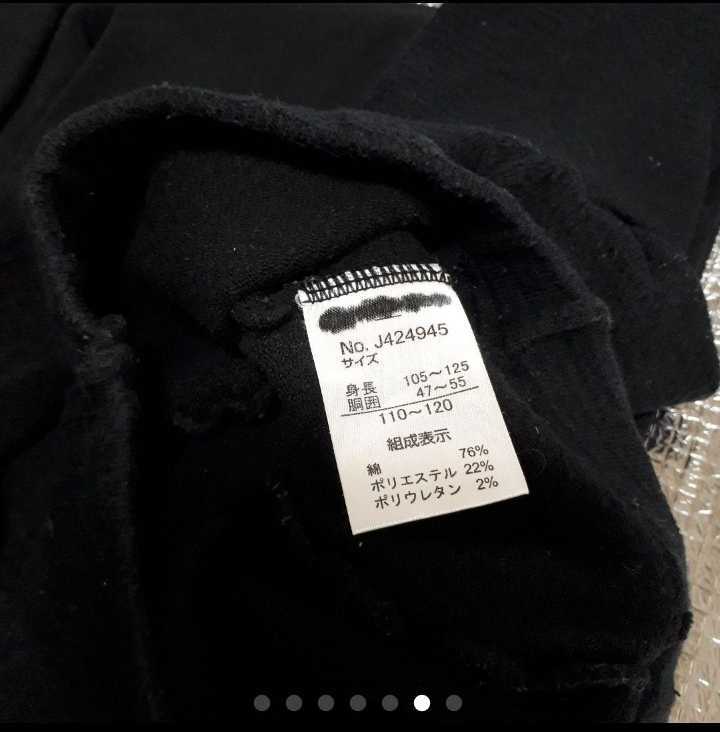 No. J424945
サイズ
身長 105～125
胴囲 47～55
110～120
組成表示
綿 76%
ポリエステル 22%
ポリウレタン 2%